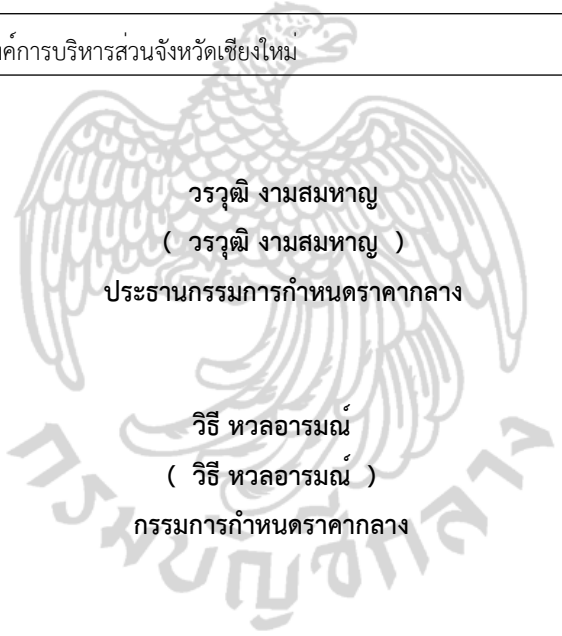 ค์การบริหารส่วนจังหวัดเชียงใหม่
วรวุฒิ งามสมหาญ
( วรวุฒิ งามสมหาญ )
ประธานกรรมการกำหนดราคากลาง
วิธี หวลอารมณ์
( วิธี หวลอารมณ์ )
กรรมการกำหนดราคากลาง
กรมบัญชีกลาง